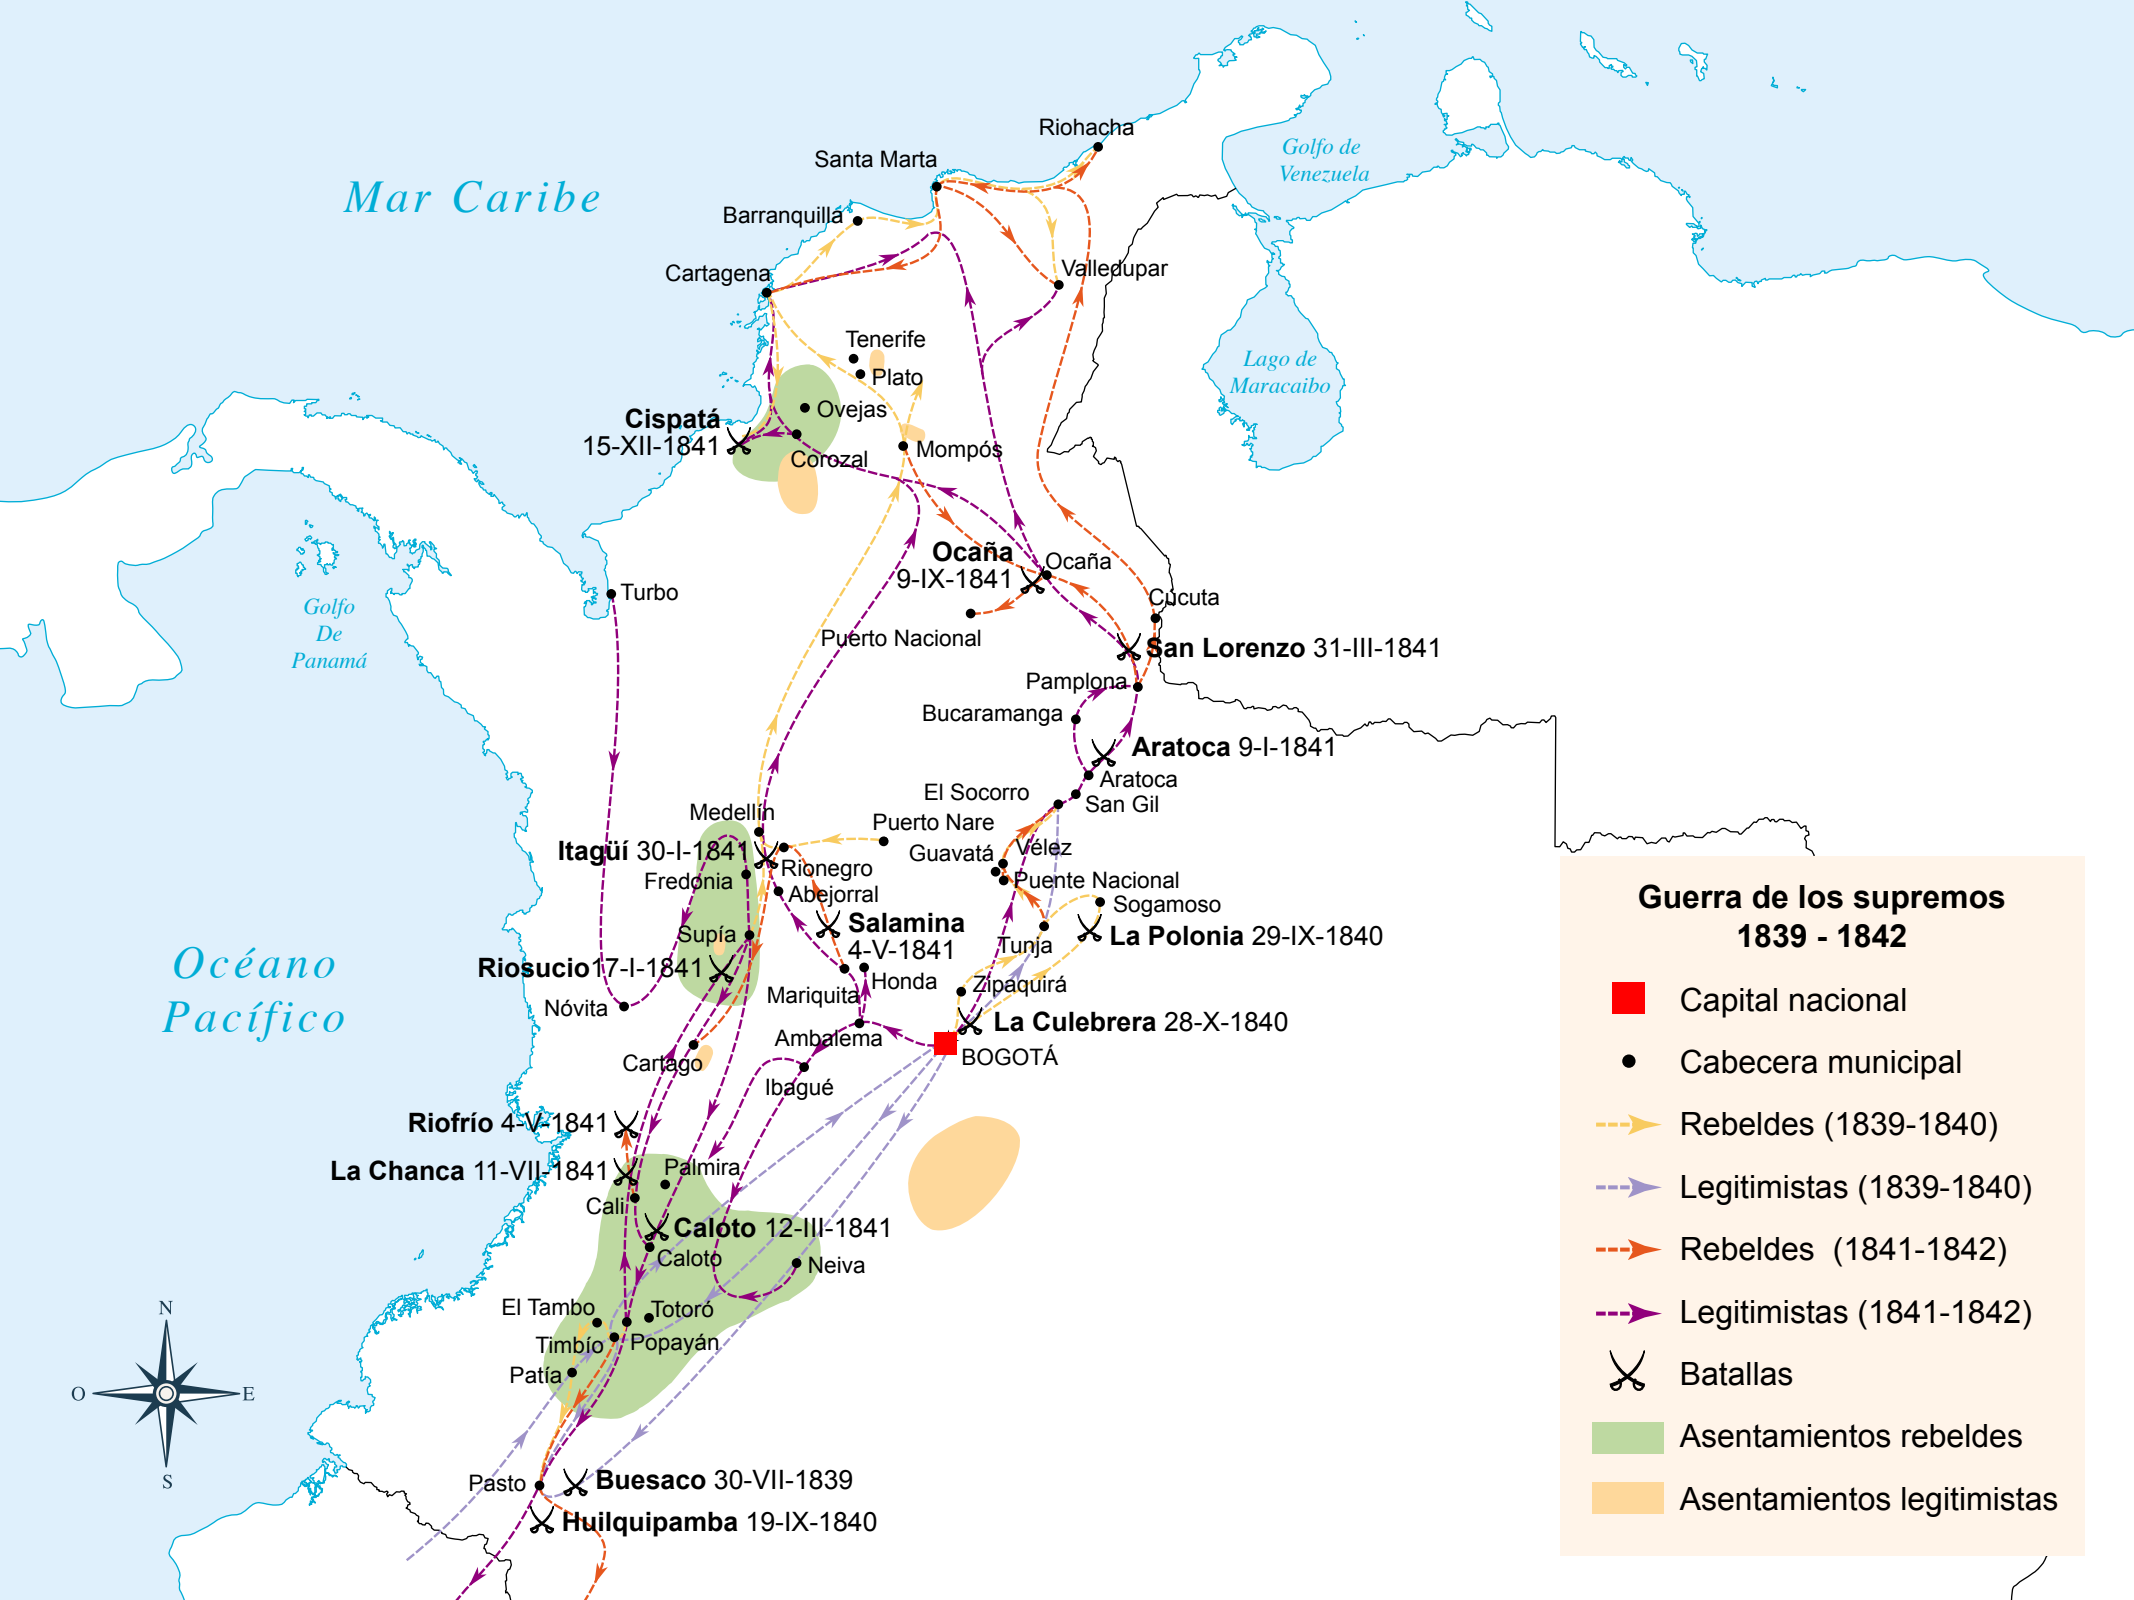 Riohacha
Santa Marta
Golfo de
Venezuela
Mar Caribe
Barranquilla
Cartagena
Valledupar
Tenerife
Plato
Lago de
Maracaibo
Ovejas
Cispatá
15-XII-1841
Corozal
Mompós
Ocaña
9-IX-1841
Ocaña
Turbo
Cúcuta
Golfo
De
Panamá
Puerto Nacional
San Lorenzo 31-III-1841
Pamplona
Bucaramanga
Aratoca 9-I-1841
Aratoca
El Socorro
San Gil
Medellín
Puerto Nare
Itagüí 30-I-1841
Guavatá
Vélez
Rionegro
Fredonia
Abejorral
Puente Nacional
Sogamoso
Salamina
4-V-1841
Supía
Tunja
La Polonia 29-IX-1840
Océano
Pacífico
Riosucio 17-I-1841
Honda
Zipaquirá
Mariquita
Nóvita
La Culebrera 28-X-1840
Ambalema
BOGOTÁ
Cartago
Ibagué
Riofrío 4-V-1841
La Chanca 11-VII-1841
Palmira
Cali
Caloto 12-III-1841
Caloto
Neiva
El Tambo
Totoró
Timbío
Popayán
Patía
Pasto
Buesaco 30-VII-1839
Huilquipamba 19-IX-1840
N
O
E
S
Guerra de los supremos
1839 - 1842
Capital nacional
Cabecera municipal
Rebeldes (1839-1840)
Legitimistas (1839-1840)
Rebeldes (1841-1842)
Legitimistas (1841-1842)
Batallas
Asentamientos rebeldes
Asentamientos legitimistas